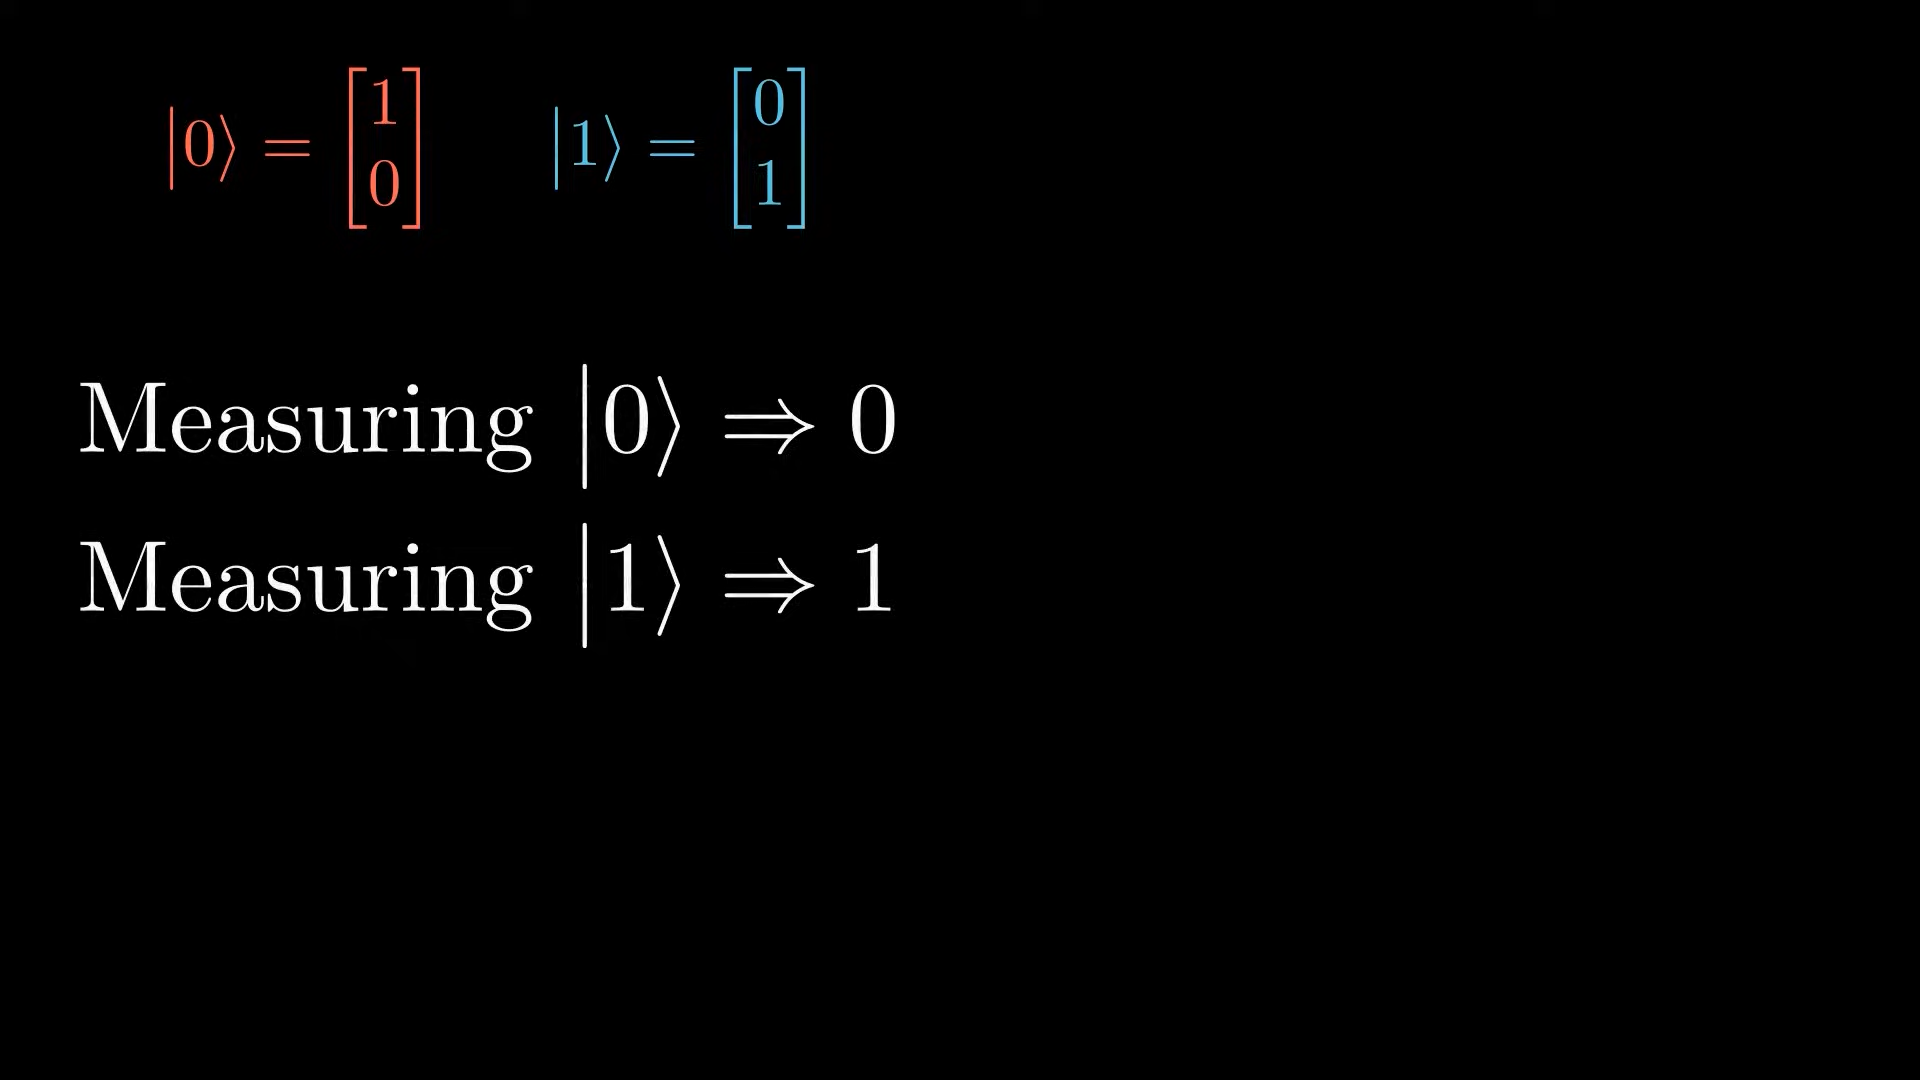 |0⟩ = [1 0] |1⟩ = [0 1]
Measuring |0⟩ ⇒ 0
Measuring |1⟩ ⇒ 1